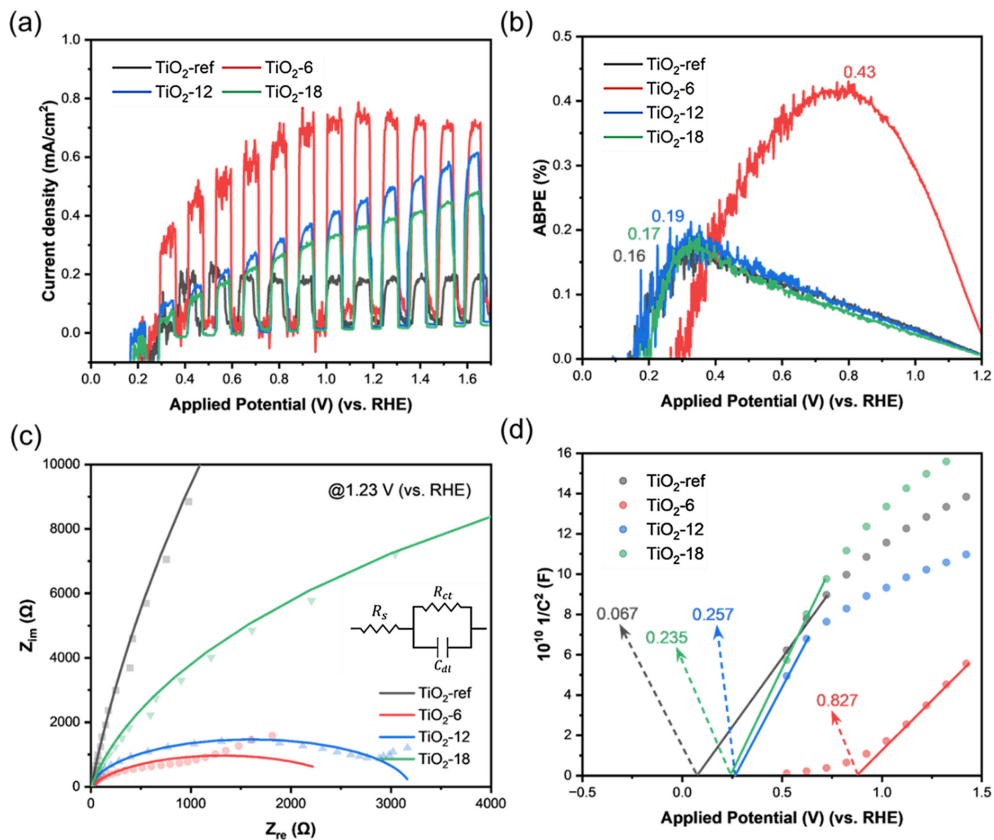 (a)
1.0
0.8
0.6
0.4
0.2
0.0
Current density (mA/cm²)
TiO₂-ref TiO₂-6
TiO₂-12 TiO₂-18
0.0 0.2 0.4 0.6 0.8 1.0 1.2 1.4 1.6
Applied Potential (V) (vs. RHE)
(b)
0.5
0.4
0.3
0.2
0.1
0.0
ABPE (%)
TiO₂-ref
TiO₂-6
TiO₂-12
TiO₂-18
0.43
0.19
0.17
0.16
0.0 0.2 0.4 0.6 0.8 1.0 1.2
Applied Potential (V) (vs. RHE)
(c)
10000
8000
6000
4000
2000
0
Zim (Ω)
@1.23 V (vs. RHE)
Rct
Rs
Cdl
TiO₂-ref
TiO₂-6
TiO₂-12
TiO₂-18
0 1000 2000 3000 4000
Zre (Ω)
(d)
16
14
12
10
8
6
4
2
0
10¹⁰ 1/C² (F)
TiO₂-ref
TiO₂-6
TiO₂-12
TiO₂-18
0.067
0.235
0.257
0.827
−0.5 0.0 0.5 1.0 1.5
Applied Potential (V) (vs. RHE)